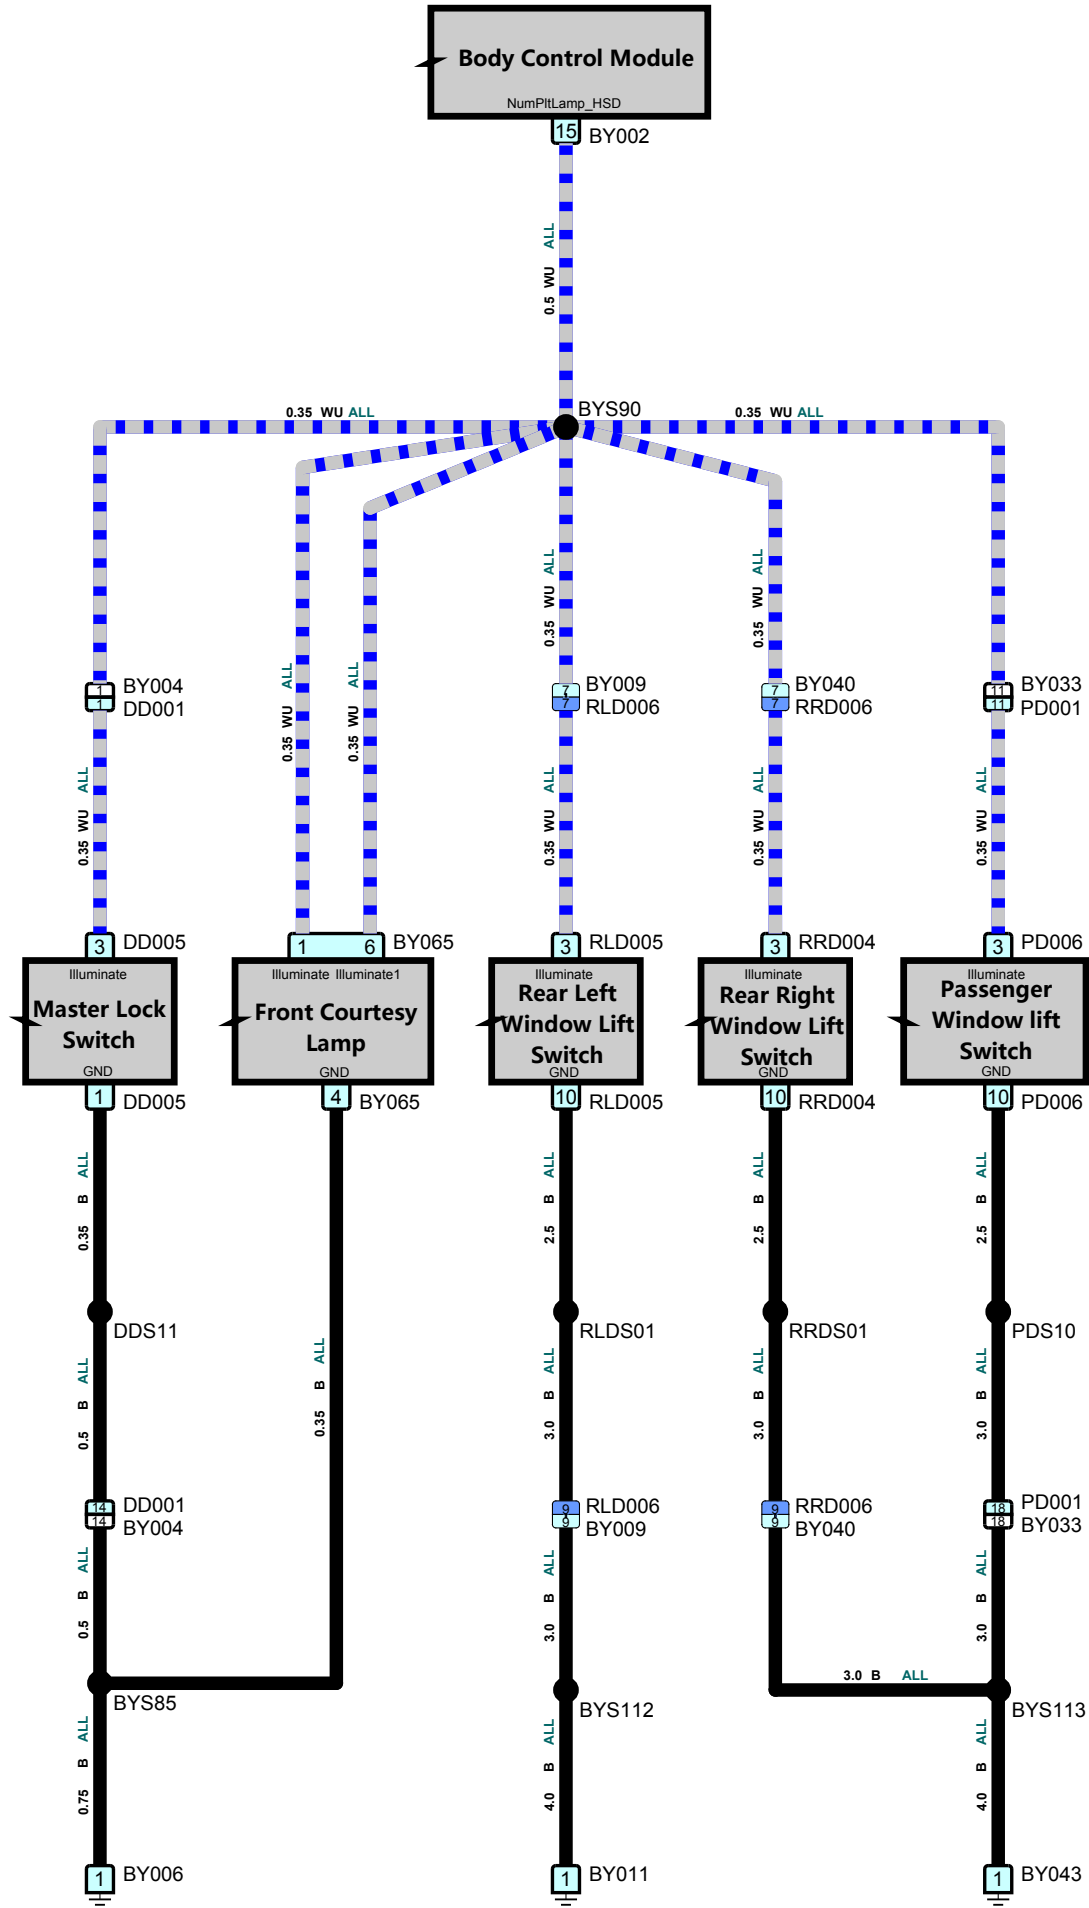 Body Control Module
NumPltLamp_HSD
15
BY002
0.5 WU ALL
BYS90
0.35 WU ALL
0.35 WU ALL
0.35 WU ALL
0.35 WU ALL
0.35 WU ALL
0.35 WU ALL
1
BY004
1
DD001
7
BY009
7
RLD006
7
BY040
7
RRD006
11
BY033
11
PD001
0.35 WU ALL
0.35 WU ALL
0.35 WU ALL
0.35 WU ALL
3
DD005
1
6
BY065
3
RLD005
3
RRD004
3
PD006
Illuminate
Master Lock
Switch
GND
Illuminate Illuminate1
Front Courtesy
Lamp
GND
Illuminate
Rear Left
Window Lift
Switch
GND
Illuminate
Rear Right
Window Lift
Switch
GND
Illuminate
Passenger
Window lift
Switch
GND
1
DD005
4
BY065
10
RLD005
10
RRD004
10
PD006
0.35 B ALL
2.5 B ALL
2.5 B ALL
2.5 B ALL
DDS11
RLDS01
RRDS01
PDS10
0.5 B ALL
0.35 B ALL
3.0 B ALL
3.0 B ALL
3.0 B ALL
14
DD001
14
BY004
9
RLD006
9
BY009
9
RRD006
9
BY040
18
PD001
18
BY033
0.5 B ALL
3.0 B ALL
3.0 B ALL
3.0 B ALL
BYS85
BYS112
BYS113
0.75 B ALL
4.0 B ALL
4.0 B ALL
1
BY006
1
BY011
1
BY043